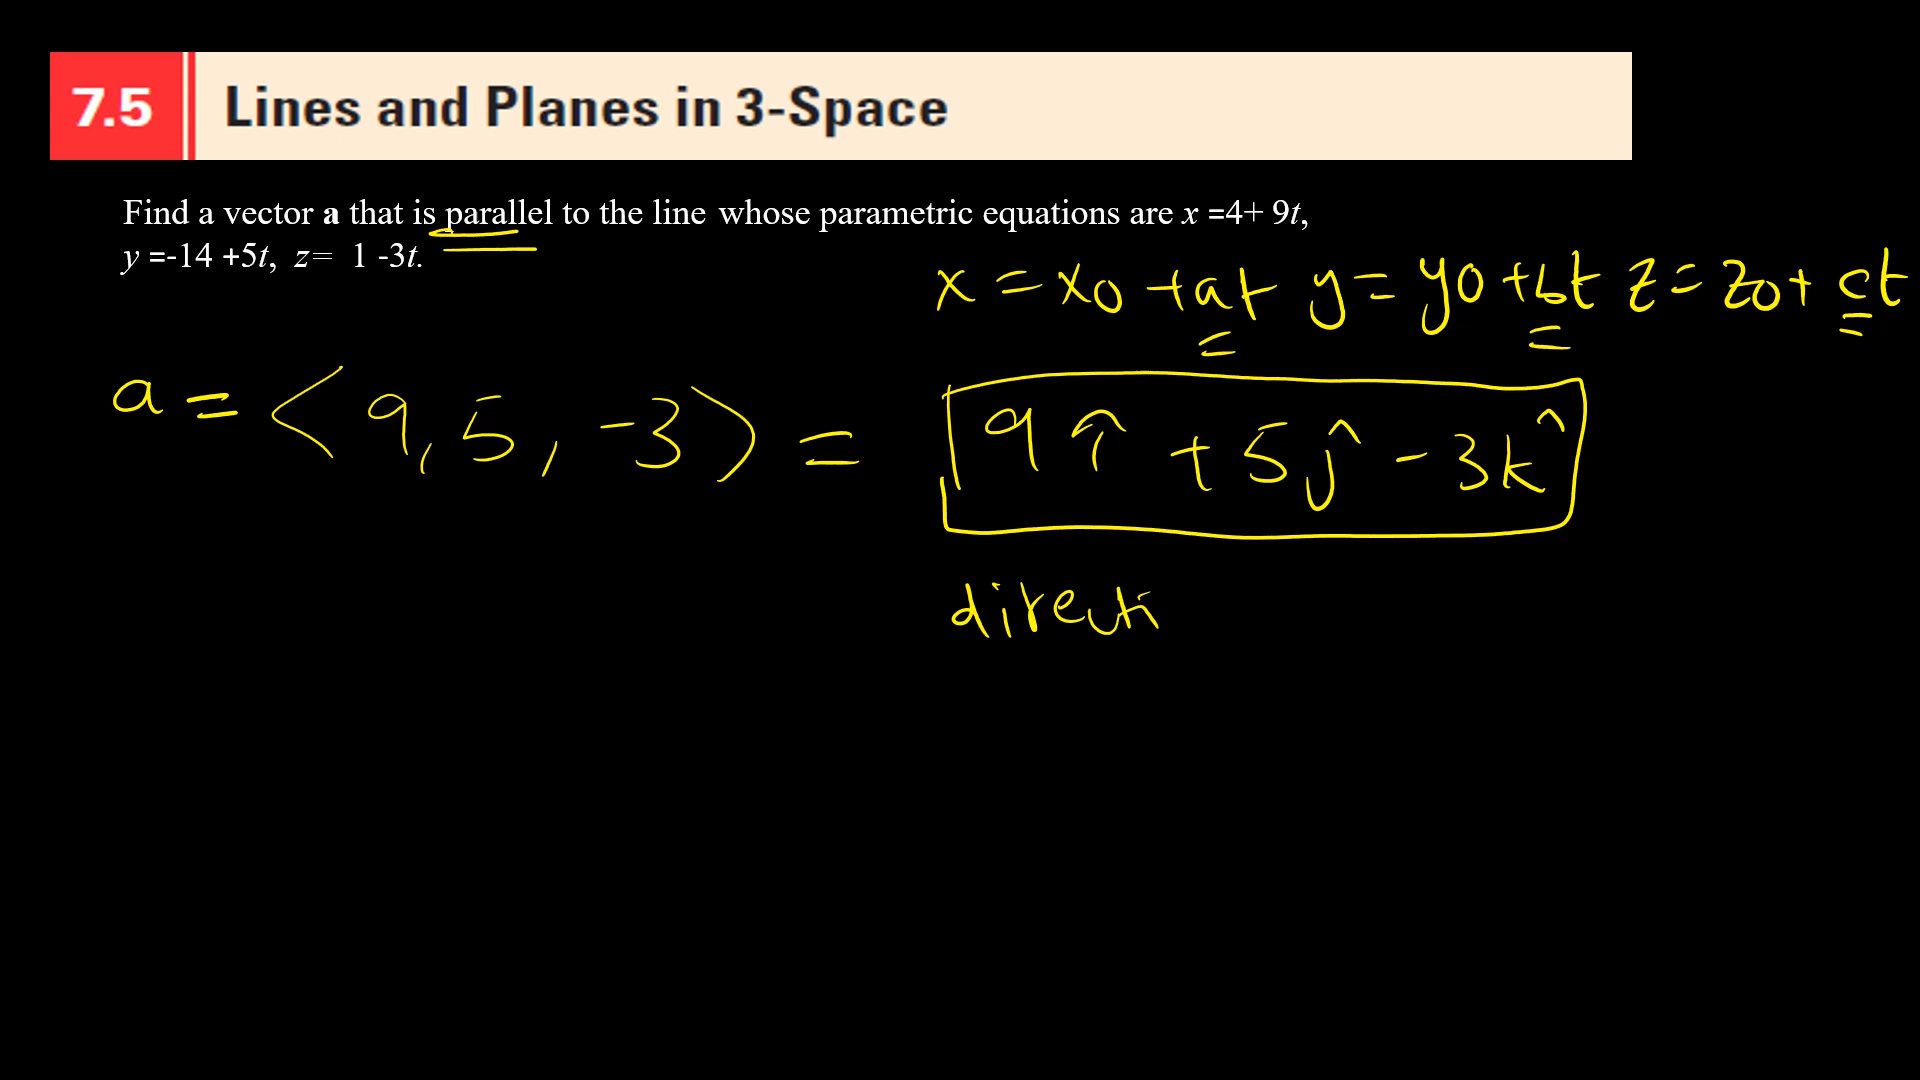 7.5 Lines and Planes in 3-Space
Find a vector a that is parallel to the line whose parametric equations are x =4+ 9t,
y =-14 +5t, z= 1 -3t.
x = x0 + at y = y0 + bt z = z0 + ct
a = < 9, 5, -3 > = 9î + 5ĵ - 3k̂
directi